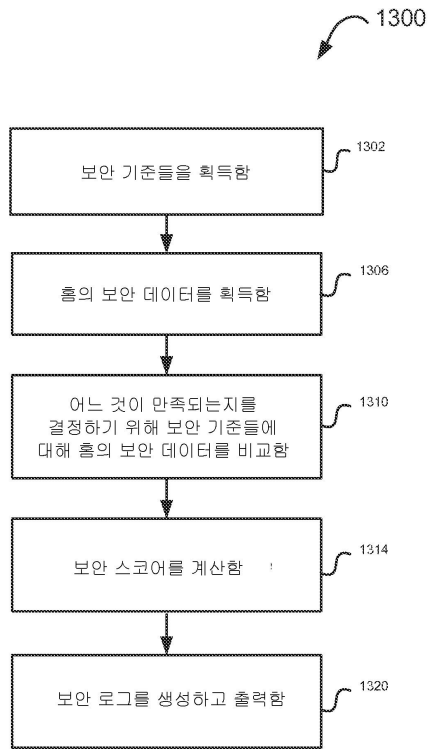 1300
보안 기준들을 획득함
1302
홈의 보안 데이터를 획득함
1306
어느 것이 만족되는지를
결정하기 위해 보안 기준들에
대해 홈의 보안 데이터를 비교함
1310
보안 스코어를 계산함
1314
보안 로그를 생성하고 출력함
1320